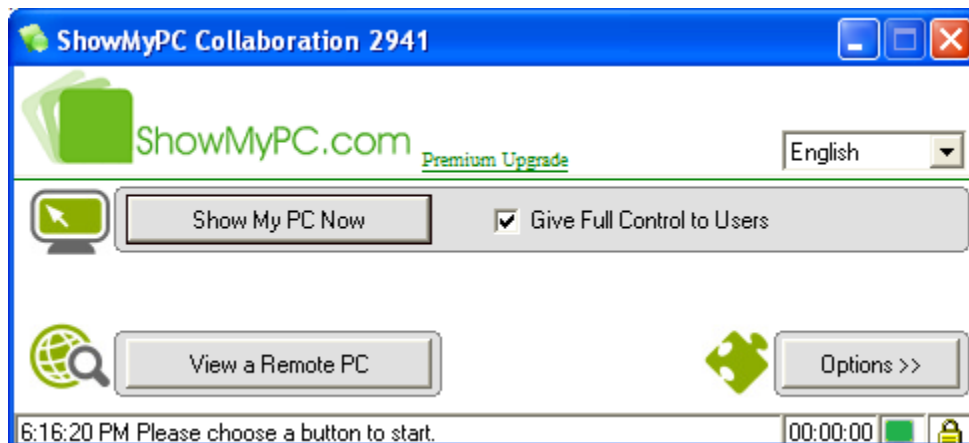 ShowMyPC Collaboration 2941
ShowMyPC.com
Premium Upgrade
English
Show My PC Now
Give Full Control to Users
View a Remote PC
Options >>
6:16:20 PM Please choose a button to start.
00:00:00